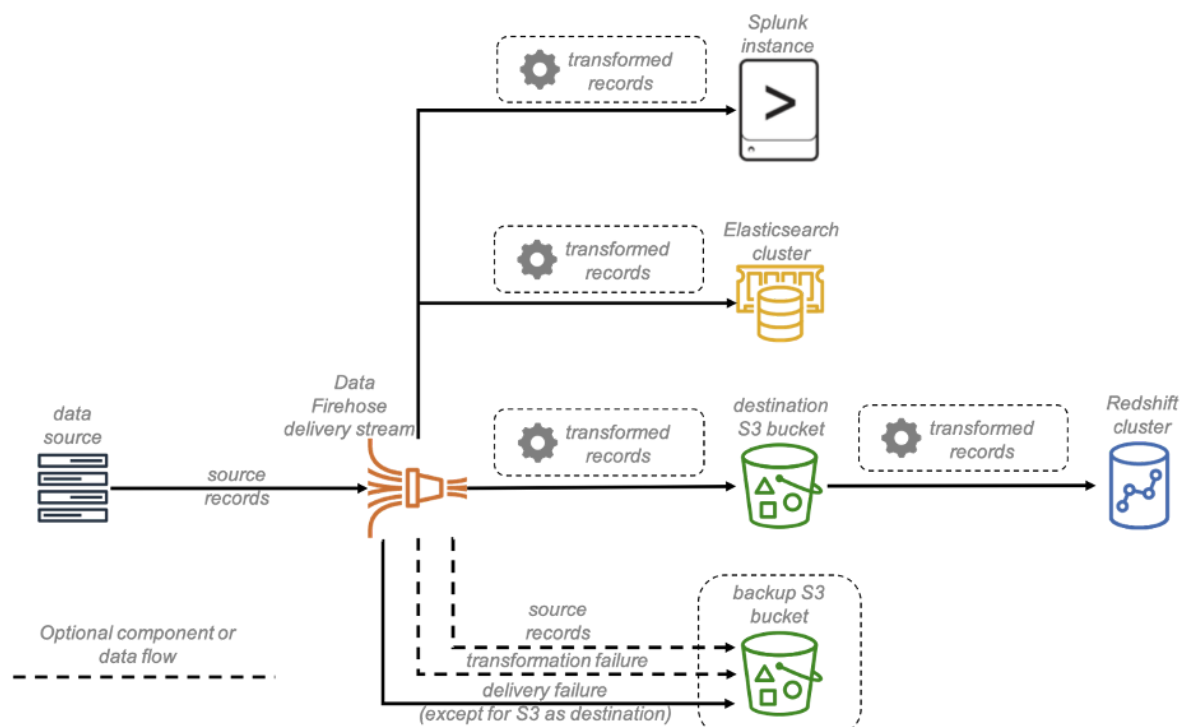 Splunk
instance
transformed
records
Elasticsearch
cluster
transformed
records
Data
Firehose
delivery stream
data
source
source
records
transformed
records
destination
S3 bucket
transformed
records
Redshift
cluster
backup S3
bucket
source
records
transformation failure
delivery failure
(except for S3 as destination)
Optional component or
data flow